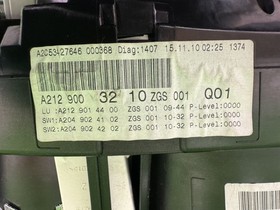 A2C53427646 000368 Diag:1407 15.11.10 02:25 1374
A212 900 32 10 ZGS 001 Q01
LU :A212 901 44 00 ZGS 001 09-44 P-Level:0000
SW1:A204 902 41 02 ZGS 001 10-32 P-Level:0000
SW2:A204 902 42 02 ZGS 001 10-32 P-Level:0000